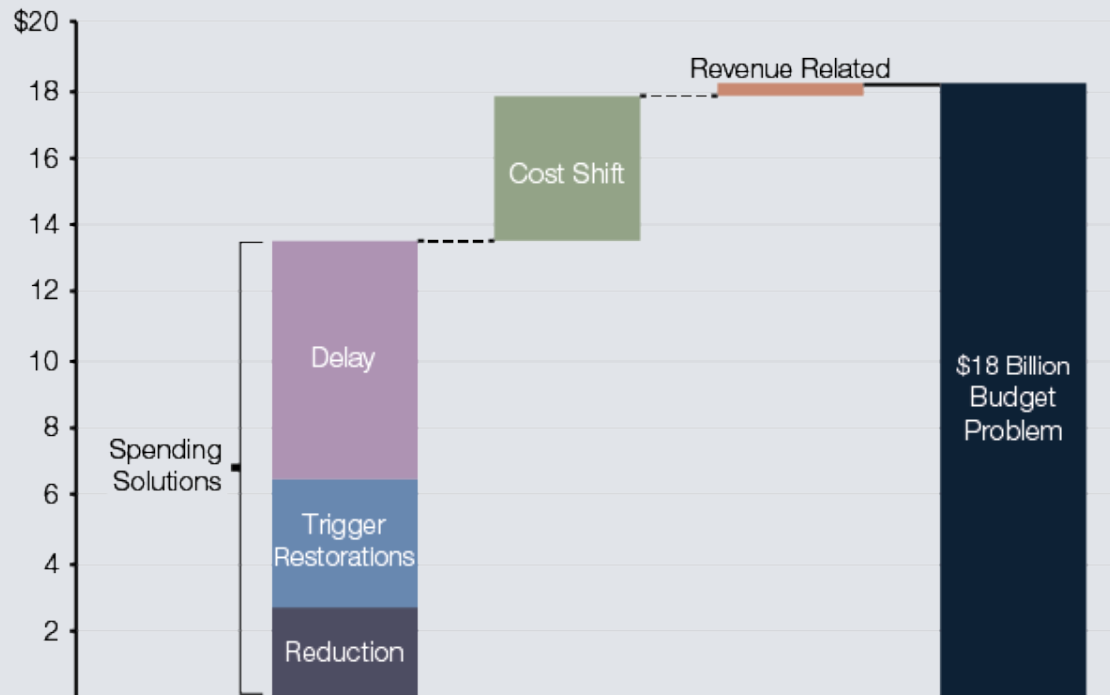 $20
18
16
14
12
10
8
6
4
2
Spending
Solutions
Delay
Trigger
Restorations
Reduction
Cost Shift
Revenue Related
$18 Billion
Budget
Problem